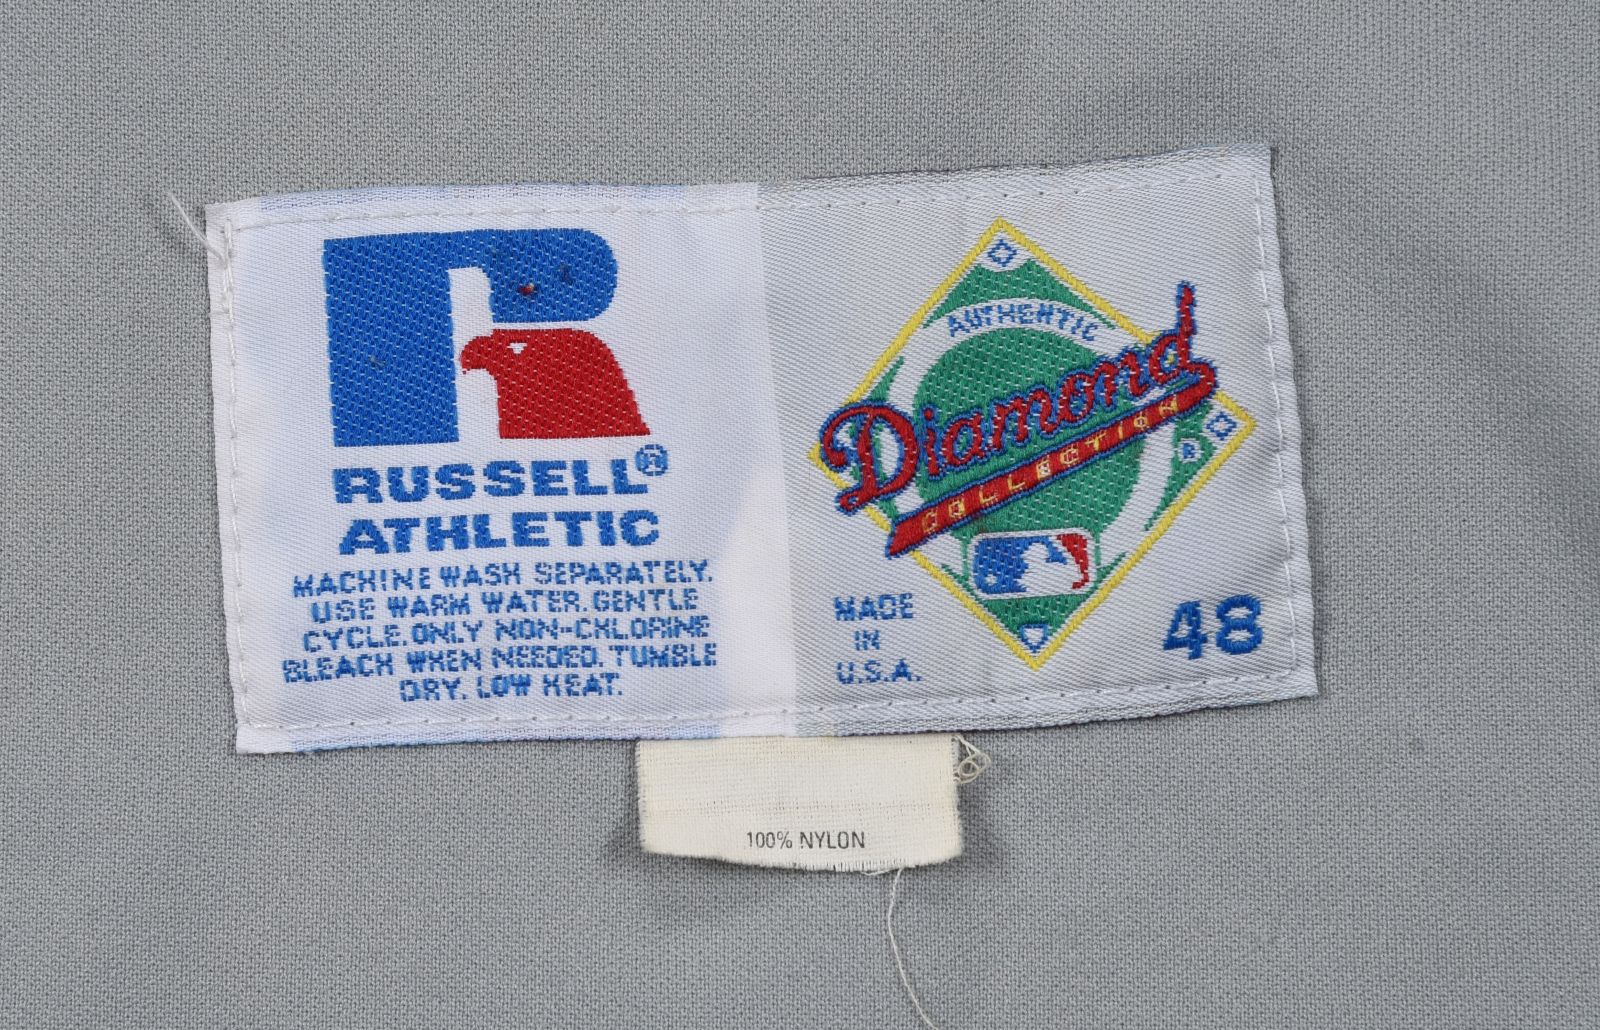 RUSSELL®
ATHLETIC
MACHINE WASH SEPARATELY.
USE WARM WATER. GENTLE
CYCLE. ONLY NON-CHLORINE
BLEACH WHEN NEEDED. TUMBLE
DRY. LOW HEAT.
AUTHENTIC
Diamond
COLLECTION
R
MADE
IN
U.S.A.
48
100% NYLON